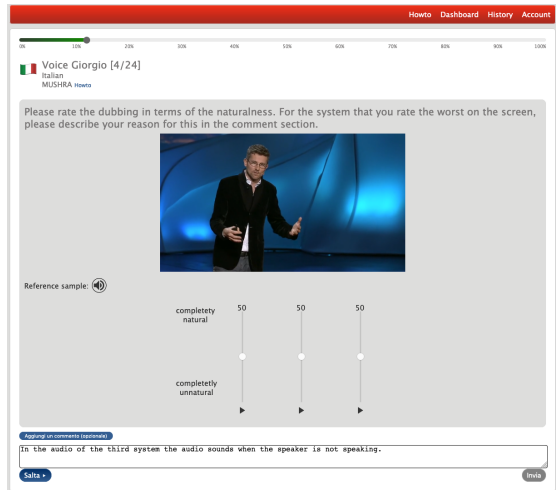 Howto Dashboard History Account
0% 10% 20% 30% 40% 50% 60% 70% 80% 90% 100%
Voice Giorgio [4/24]
Italian
MUSHRA Howto
Please rate the dubbing in terms of the naturalness. For the system that you rate the worst on the screen,
please describe your reason for this in the comment section.
Reference sample:
completety
natural
50 50 50
completetly
unnatural
Aggiungi un commento (opzionale)
In the audio of the third system the audio sounds when the speaker is not speaking.
Salta
Invia